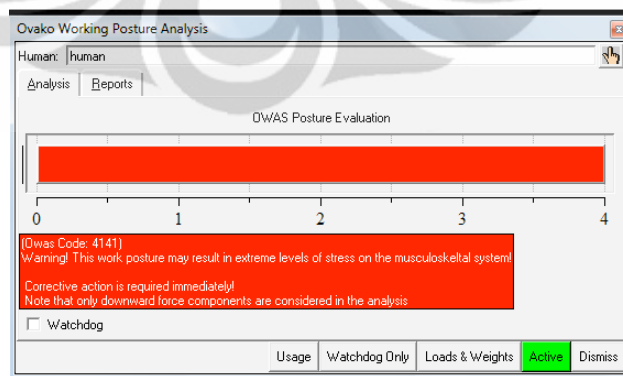 Ovako Working Posture Analysis
Human: human
Analysis Reports
OWAS Posture Evaluation
0 1 2 3 4
(Owas Code: 4141)
Warning! This work posture may result in extreme levels of stress on the musculoskeltal system!
Corrective action is required immediately!
Note that only downward force components are considered in the analysis
Watchdog
Usage Watchdog Only Loads & Weights Active Dismiss